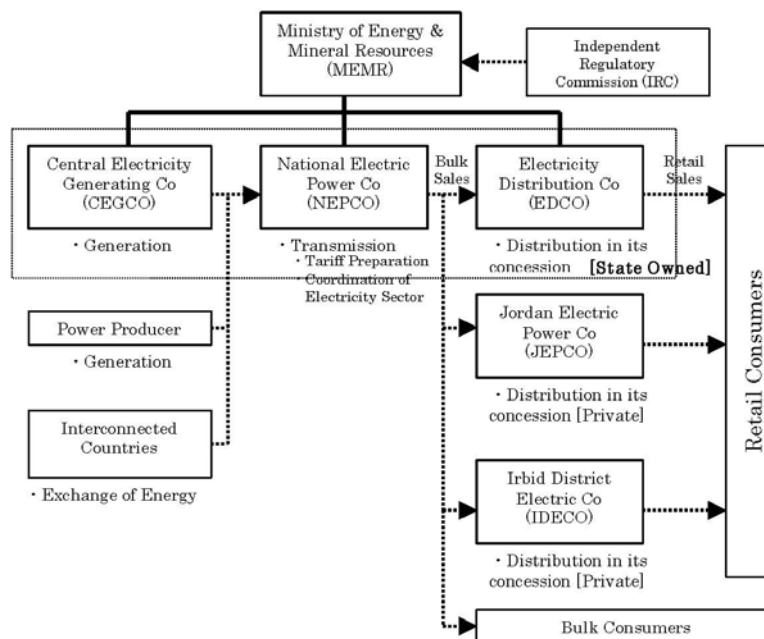 Ministry of Energy &
Mineral Resources
(MEMR)
Independent
Regulatory
Commission (IRC)
Central Electricity
Generating Co
(CEGCO)
・Generation
National Electric
Power Co
(NEPCO)
・Transmission
・Tariff Preparation
・Coordination of
Electricity Sector
Bulk
Sales
Electricity
Distribution Co
(EDCO)
・Distribution in its
concession [State Owned]
Retail
Sales
Power Producer
・Generation
Interconnected
Countries
・Exchange of Energy
Jordan Electric
Power Co
(JEPCO)
・Distribution in its
concession [Private]
Irbid District
Electric Co
(IDECO)
・Distribution in its
concession [Private]
Bulk Consumers
Retail Consumers